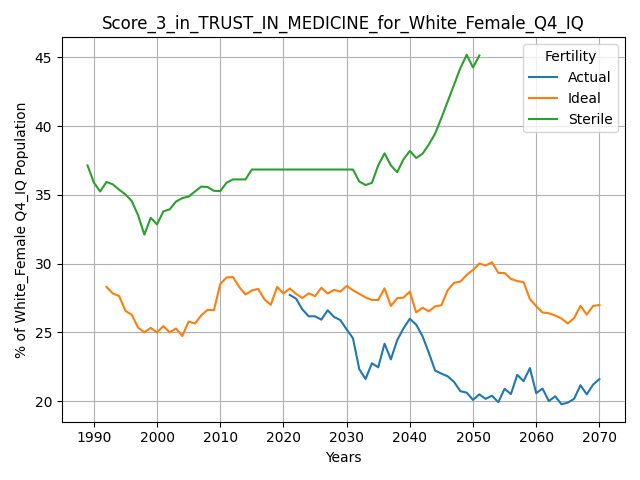 Score_3_in_TRUST_IN_MEDICINE_for_White_Female_Q4_IQ
% of White_Female Q4_IQ Population
45
40
35
30
25
20
Fertility
Actual
Ideal
Sterile
1990 2000 2010 2020 2030 2040 2050 2060 2070
Years